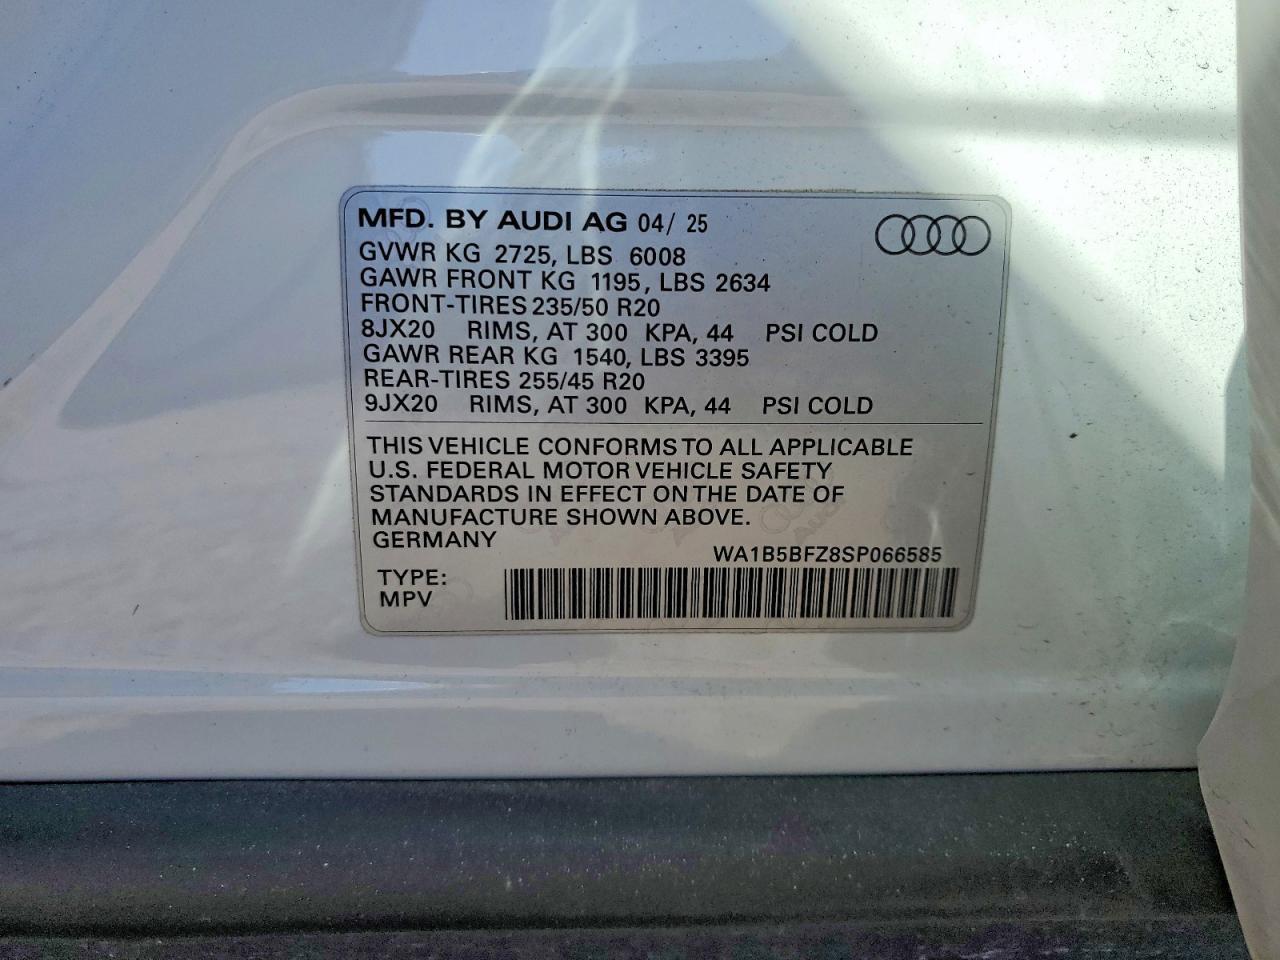 MFD. BY AUDI AG 04/ 25
GVWR KG 2725, LBS 6008
GAWR FRONT KG 1195, LBS 2634
FRONT-TIRES 235/50 R20
8JX20 RIMS, AT 300 KPA, 44 PSI COLD
GAWR REAR KG 1540, LBS 3395
REAR-TIRES 255/45 R20
9JX20 RIMS, AT 300 KPA, 44 PSI COLD
THIS VEHICLE CONFORMS TO ALL APPLICABLE
U.S. FEDERAL MOTOR VEHICLE SAFETY
STANDARDS IN EFFECT ON THE DATE OF
MANUFACTURE SHOWN ABOVE.
GERMANY
WA1B5BFZ8SP066585
TYPE:
MPV